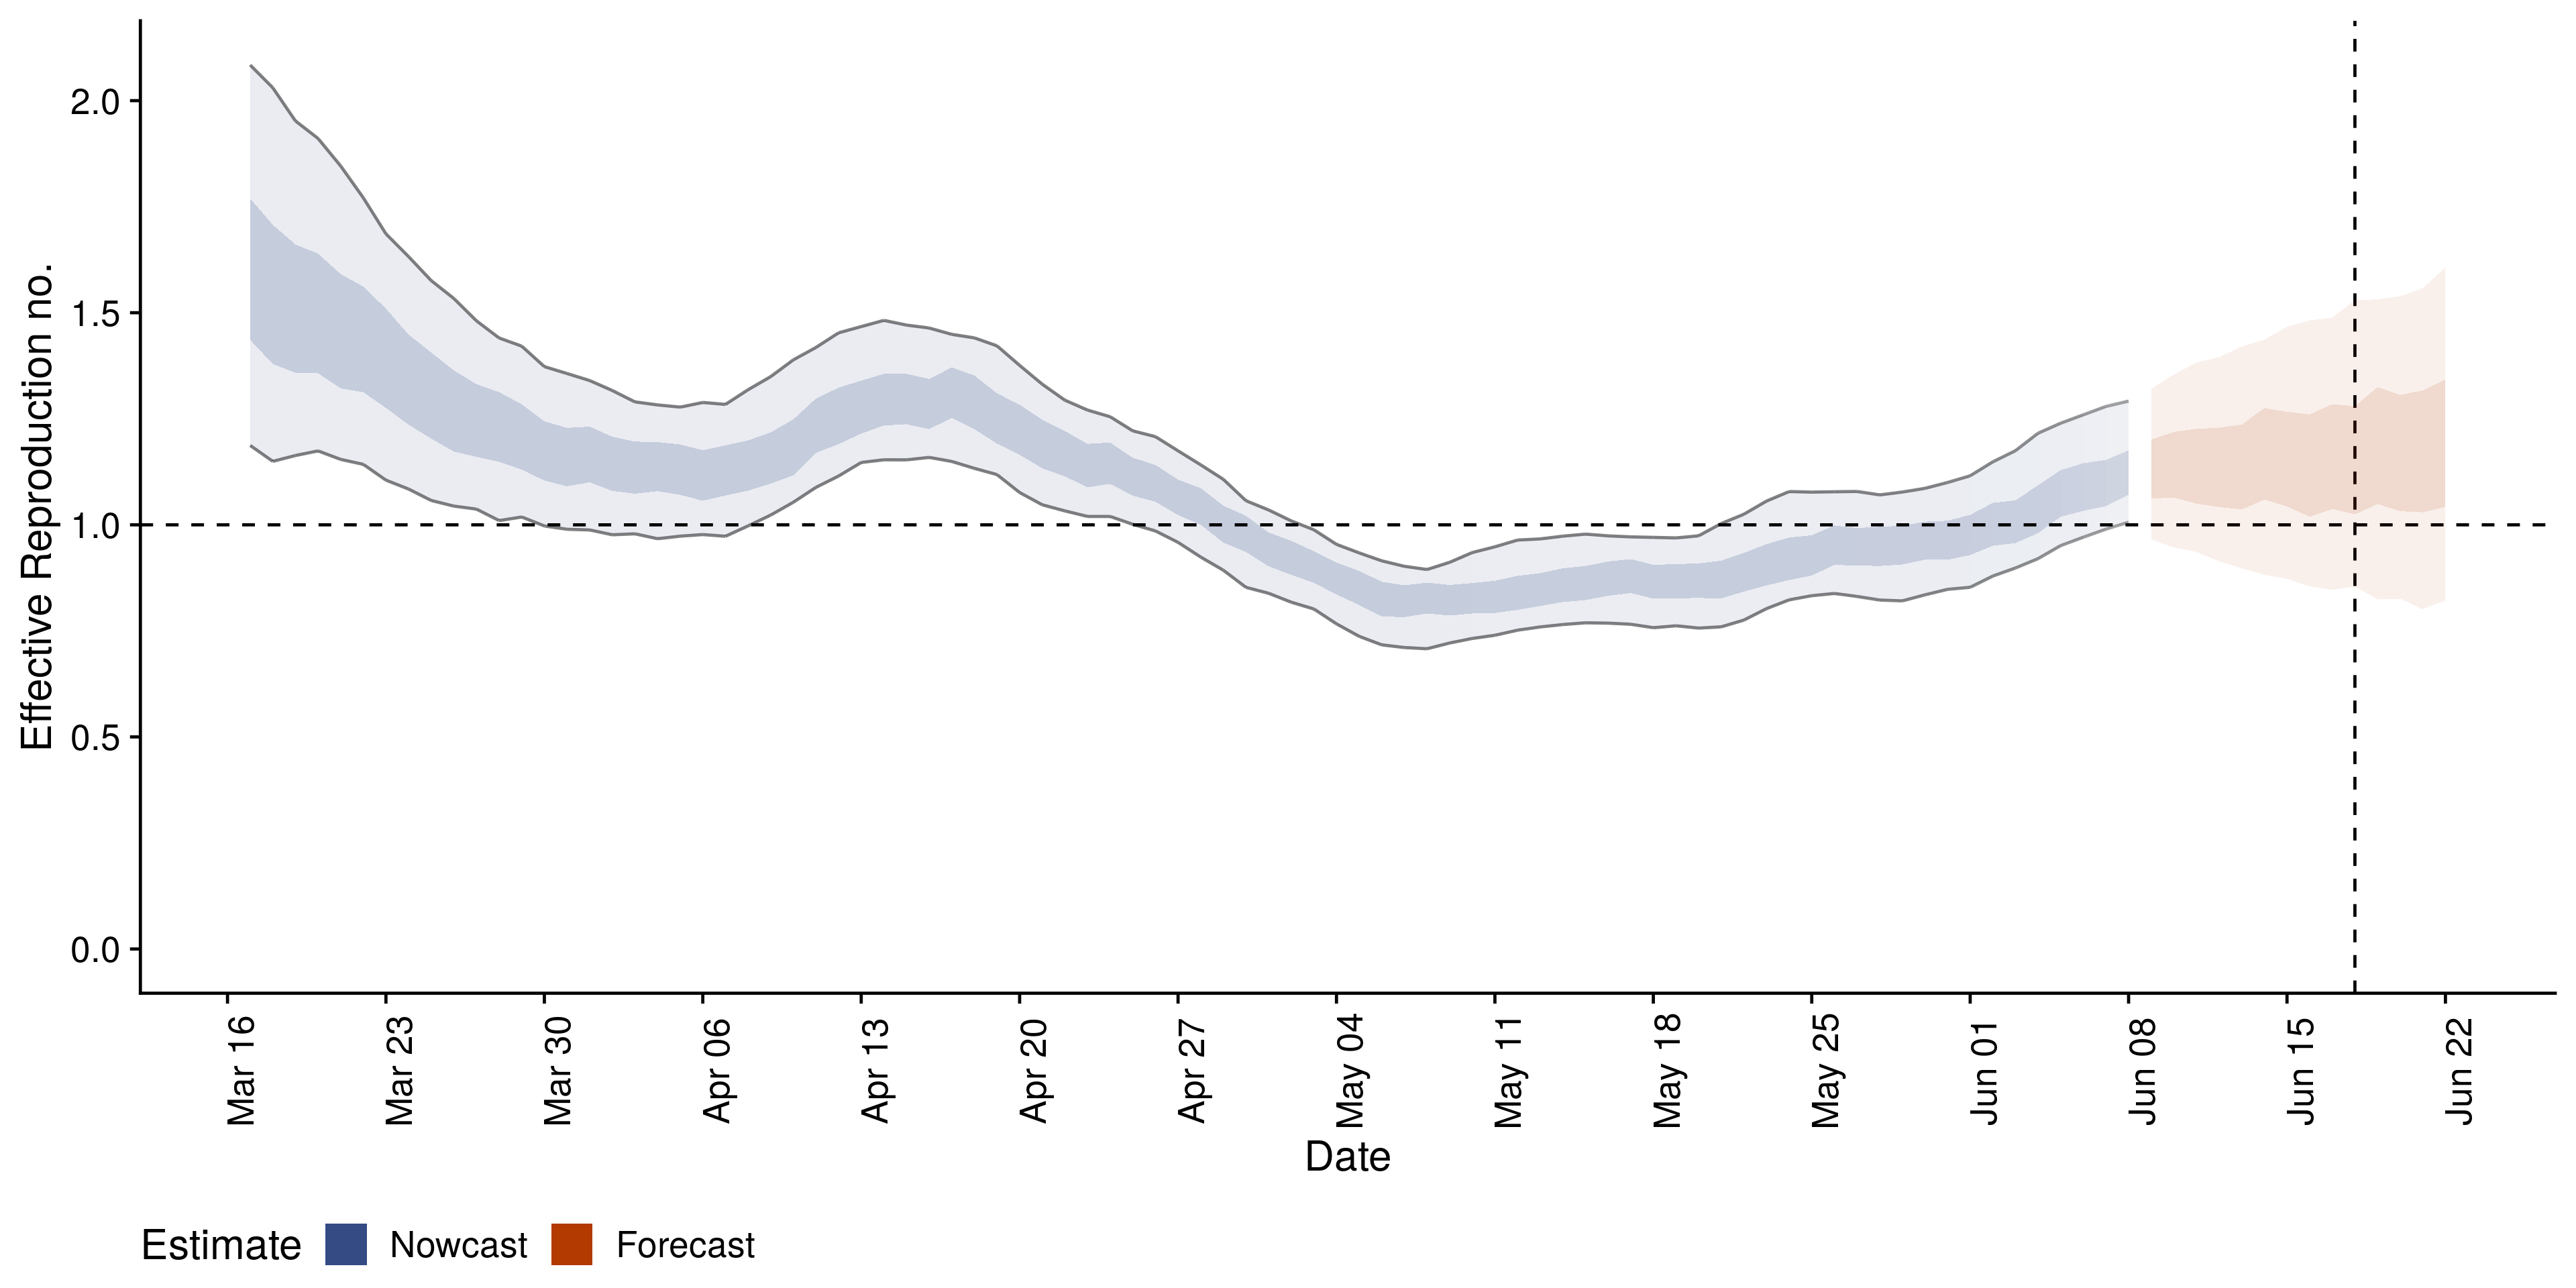 Effective Reproduction no.
2.0
1.5
1.0
0.5
0.0
Mar 16
Mar 23
Mar 30
Apr 06
Apr 13
Apr 20
Apr 27
May 04
May 11
May 18
May 25
Jun 01
Jun 08
Jun 15
Jun 22
Date
Estimate Nowcast Forecast